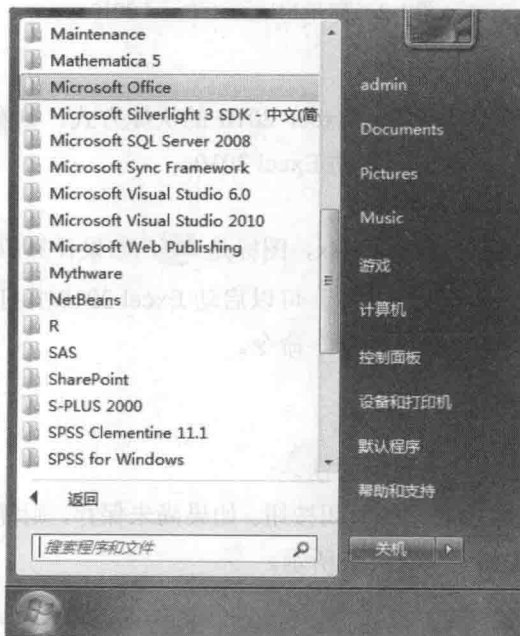 Maintenance
Mathematica 5
Microsoft Office
Microsoft Silverlight 3 SDK - 中文(简
Microsoft SQL Server 2008
Microsoft Sync Framework
Microsoft Visual Studio 6.0
Microsoft Visual Studio 2010
Microsoft Web Publishing
Mythware
NetBeans
R
SAS
SharePoint
S-PLUS 2000
SPSS Clementine 11.1
SPSS for Windows
返回
搜索程序和文件
admin
Documents
Pictures
Music
游戏
计算机
控制面板
设备和打印机
默认程序
帮助和支持
关机